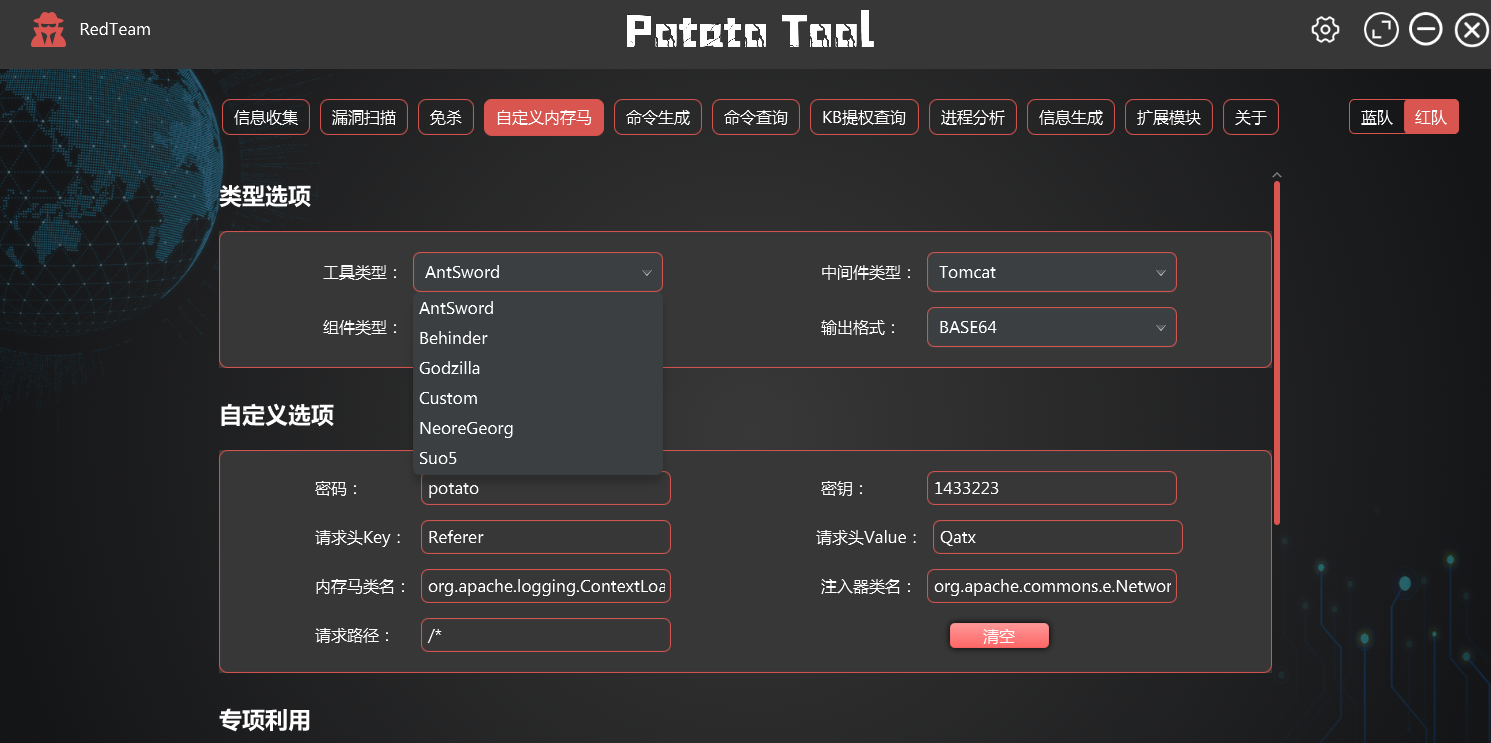 RedTeam
Potato Tool
信息收集 漏洞扫描 免杀 自定义内存马 命令生成 命令查询 KB提权查询 进程分析 信息生成 扩展模块 关于 蓝队 红队
类型选项
工具类型： AntSword 中间件类型： Tomcat
AntSword
组件类型： 输出格式： BASE64
Behinder
Godzilla
Custom
NeoreGeorg
Suo5
自定义选项
密码： potato 密钥： 1433223
请求头Key： Referer 请求头Value： Qatx
内存马类名： org.apache.logging.ContextLoa 注入器类名： org.apache.commons.e.Networ
请求路径： /* 清空
专项利用